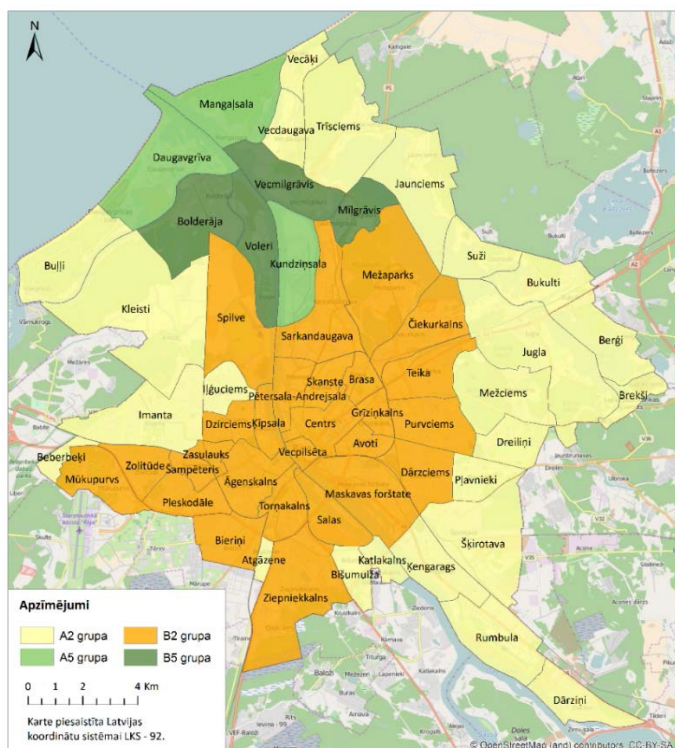 N
Vecāķi
Mangaļsala
Vecdaugava
Trīsciems
Daugavgrīva
Vecmīlgrāvis
Jaunciems
Mīlgrāvis
Bolderāja
Voleri
Kundziņsala
Buļļi
Suži
Mežaparks
Bukulti
Kleisti
Spilve
Čiekurkalns
Sarkandaugava
Jugla
Berģi
Skanste
Brasa
Teika
Iļģuciems
Pētersala-Andrejsala
Mežciems
Brekši
Imanta
Grīziņkalns
Dzirciems
Ķīpsala
Centrs
Purvciems
Dreiliņi
Vecpilsēta
Avoti
Beberbeķi
Zasulauks
Zolitūde
Sampēteris
Mūkupurvs
Āgenskalns
Dārzciems
Pļavnieki
Pleskodāle
Maskavas forštate
Torņakalns
Salas
Bieriņi
Šķirotava
Atgāzene
Katlakalns
Bišumuiža
Ķengarags
Ziepniekkalns
Rumbula
Dārziņi
Apzīmējumi
A2 grupa
B2 grupa
A5 grupa
B5 grupa
0 2 4 Km
Karte piesaistīta Latvijas
koordinātu sistēmai LKS - 92.
© OpenStreetMap (and) contributors, CC-BY-SA